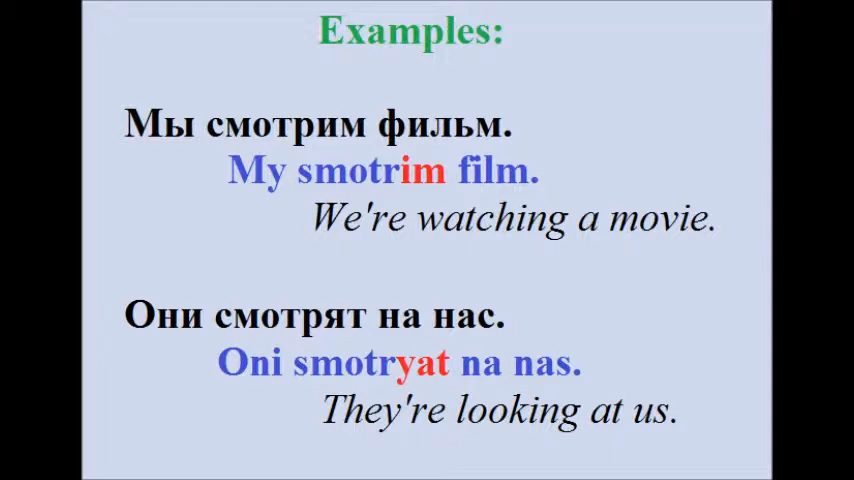 Examples:
Мы смотрим фильм.
My smotrim film.
We're watching a movie.
Они смотрят на нас.
Oni smotryat na nas.
They're looking at us.